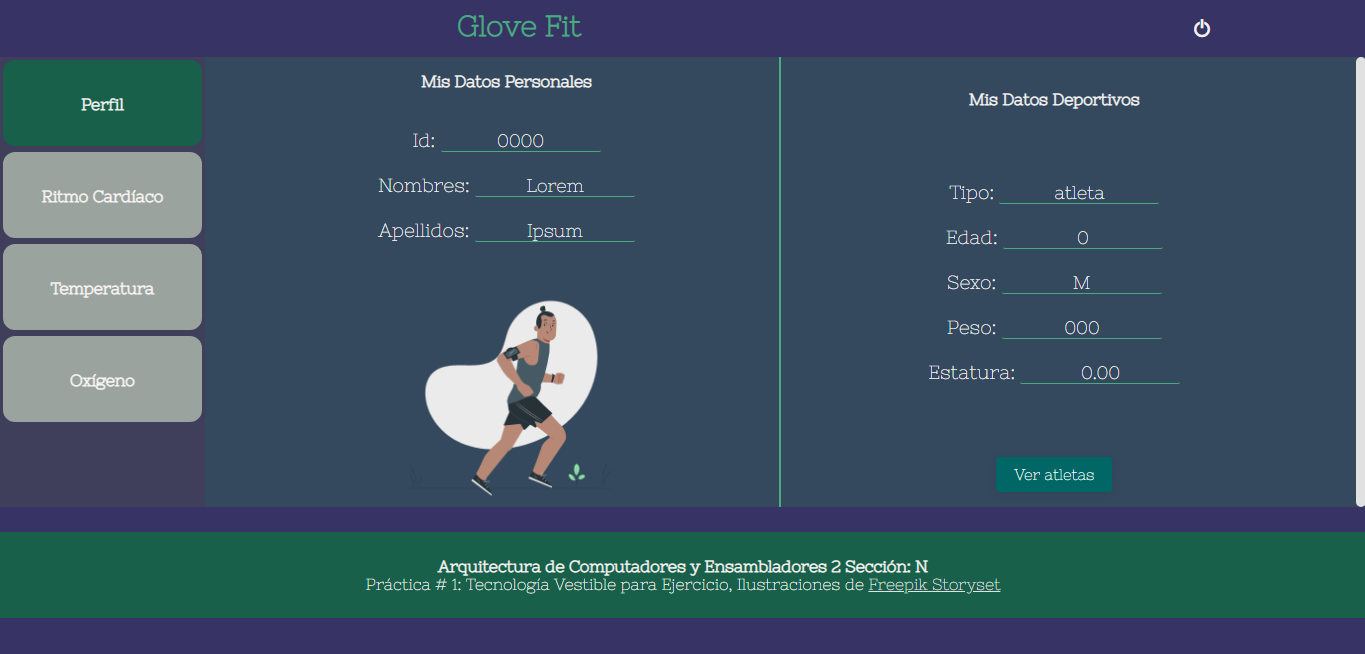 Glove Fit
Perfil
Ritmo Cardíaco
Temperatura
Oxígeno
Mis Datos Personales
Id: 0000
Nombres: Lorem
Apellidos: Ipsum
Mis Datos Deportivos
Tipo: atleta
Edad: 0
Sexo: M
Peso: 000
Estatura: 0.00
Ver atletas
Arquitectura de Computadores y Ensambladores 2 Sección: N
Práctica # 1: Tecnología Vestible para Ejercicio, Ilustraciones de Freepik Storyset